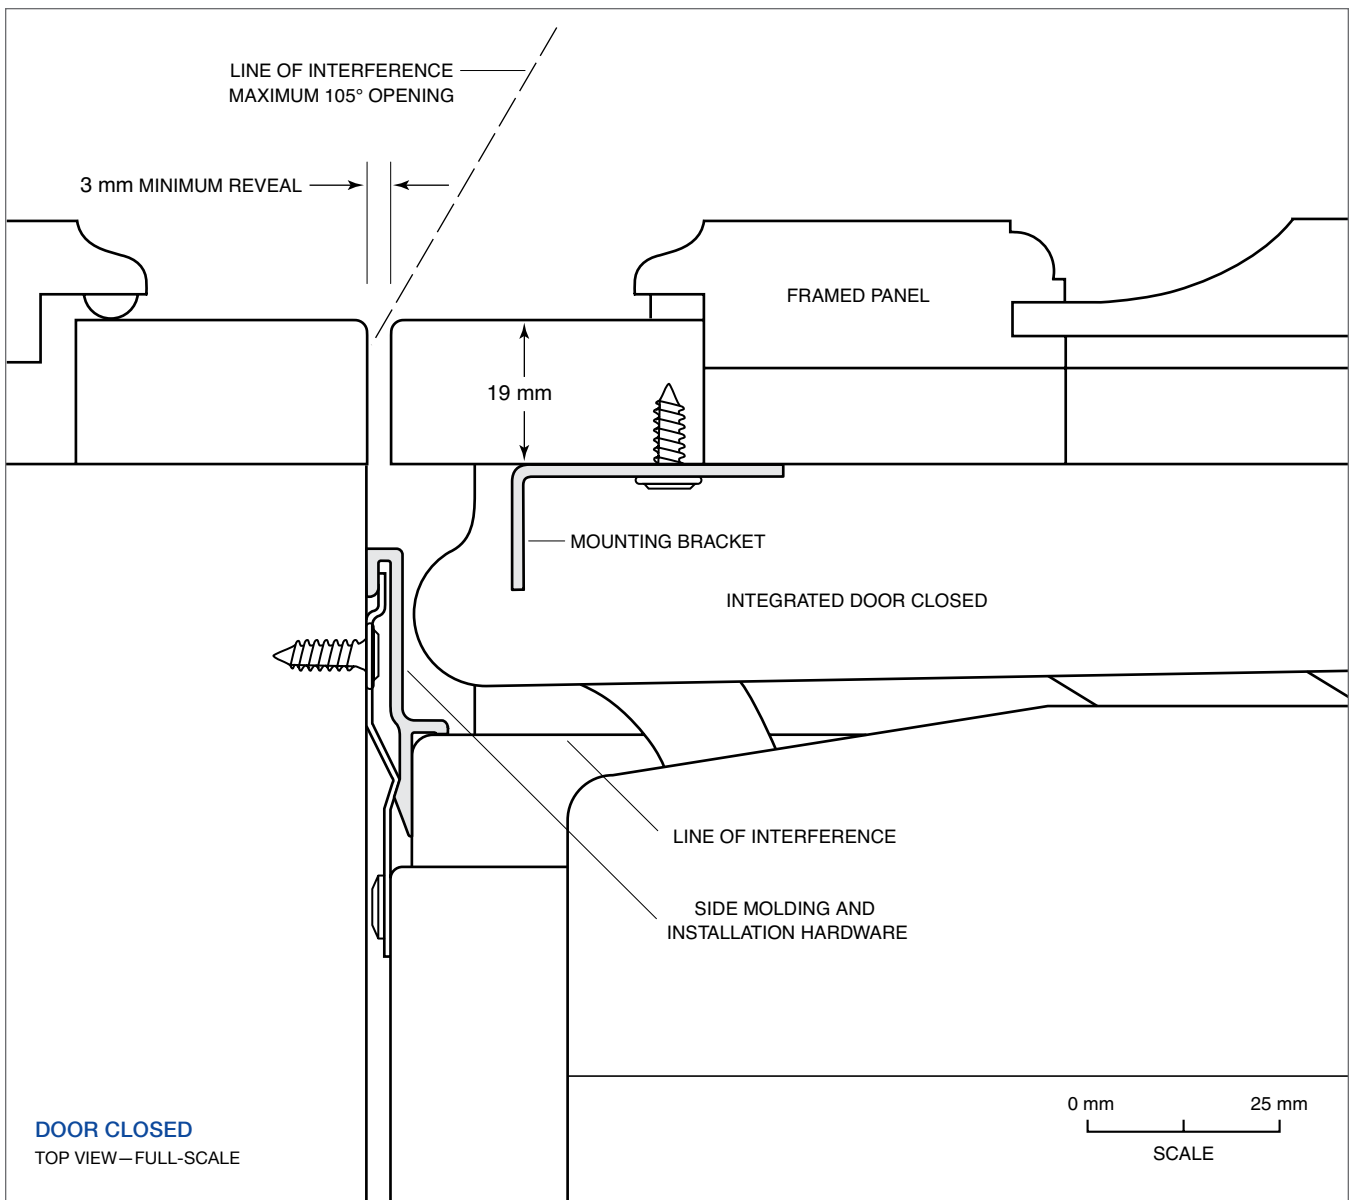 LINE OF INTERFERENCE
MAXIMUM 105° OPENING
3 mm MINIMUM REVEAL
FRAMED PANEL
19 mm
MOUNTING BRACKET
INTEGRATED DOOR CLOSED
LINE OF INTERFERENCE
SIDE MOLDING AND
INSTALLATION HARDWARE
0 mm 25 mm
SCALE
DOOR CLOSED
TOP VIEW—FULL-SCALE